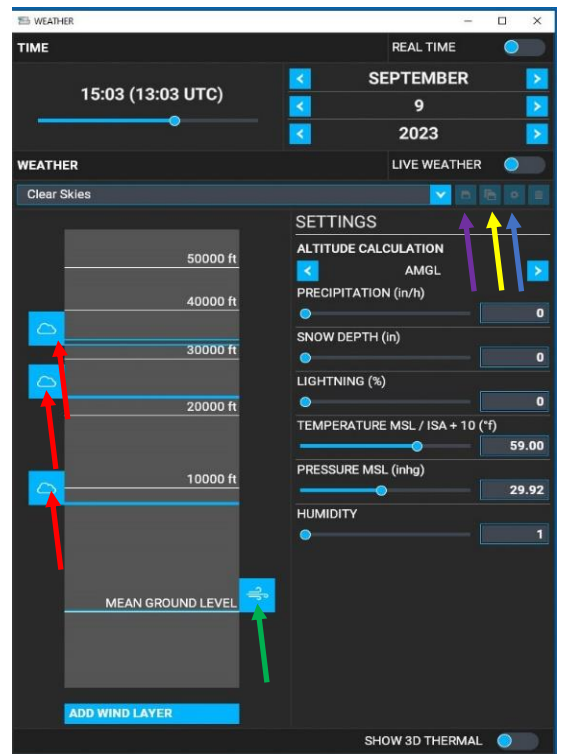 WEATHER
TIME
REAL TIME
15:03 (13:03 UTC)
SEPTEMBER
9
2023
WEATHER
LIVE WEATHER
Clear Skies
SETTINGS
ALTITUDE CALCULATION
AMGL
PRECIPITATION (in/h)
0
SNOW DEPTH (in)
0
LIGHTNING (%)
0
TEMPERATURE MSL / ISA + 10 (°f)
59.00
PRESSURE MSL (inhg)
29.92
HUMIDITY
1
50000 ft
40000 ft
30000 ft
20000 ft
10000 ft
MEAN GROUND LEVEL
ADD WIND LAYER
SHOW 3D THERMAL